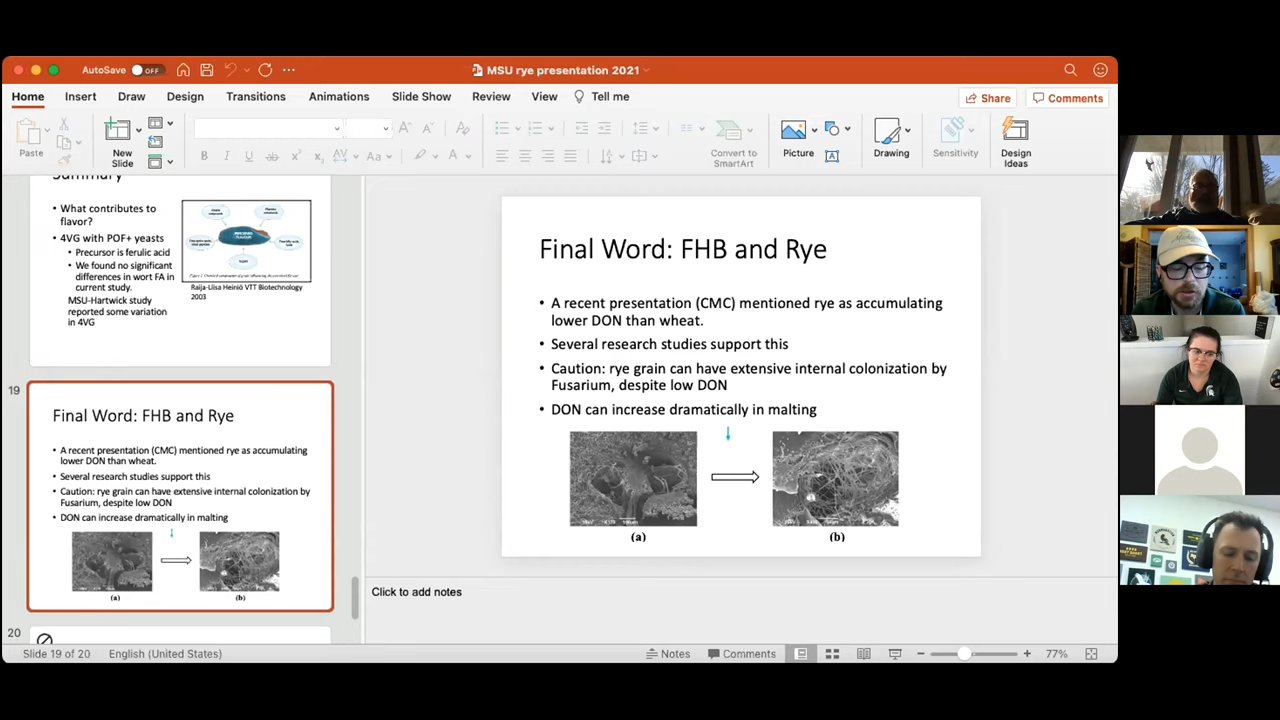 AutoSave OFF
MSU rye presentation 2021
Home Insert Draw Design Transitions Animations Slide Show Review View Tell me
Share Comments
Paste
New
Slide
Convert to
SmartArt
Picture
Drawing
Sensitivity
Design
Ideas
Summary
• What contributes to
flavor?
• 4VG with POF+ yeasts
• Precursor is ferulic acid
• We found no significant
differences in wort FA in
current study.
MSU-Hartwick study
reported some variation
in 4VG
Raija-Liisa Heiniö VTT Biotechnology
2003
19
Final Word: FHB and Rye
• A recent presentation (CMC) mentioned rye as accumulating
lower DON than wheat.
• Several research studies support this
• Caution: rye grain can have extensive internal colonization by
Fusarium, despite low DON
• DON can increase dramatically in malting
(a) (b)
20
Final Word: FHB and Rye
• A recent presentation (CMC) mentioned rye as accumulating
lower DON than wheat.
• Several research studies support this
• Caution: rye grain can have extensive internal colonization by
Fusarium, despite low DON
• DON can increase dramatically in malting
(a) (b)
Click to add notes
Slide 19 of 20 English (United States) Notes Comments 77%